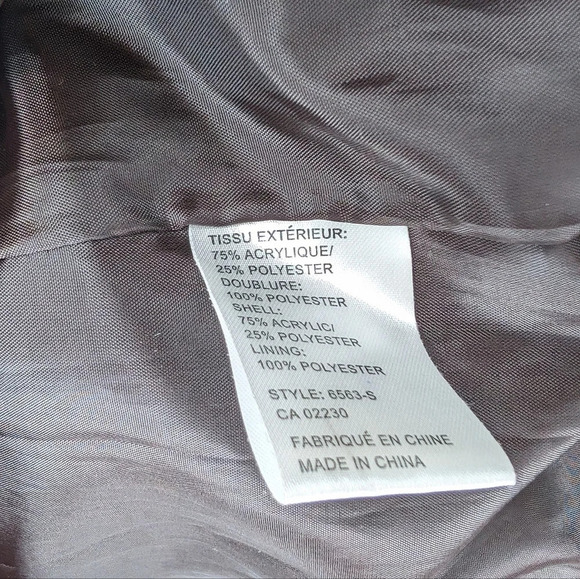 TISSU EXTÉRIEUR:
75% ACRYLIQUE/
25% POLYESTER
DOUBLURE:
100% POLYESTER
SHELL:
75% ACRYLIC/
25% POLYESTER
LINING:
100% POLYESTER
STYLE: 6563-S
CA 02230
FABRIQUÉ EN CHINE
MADE IN CHINA